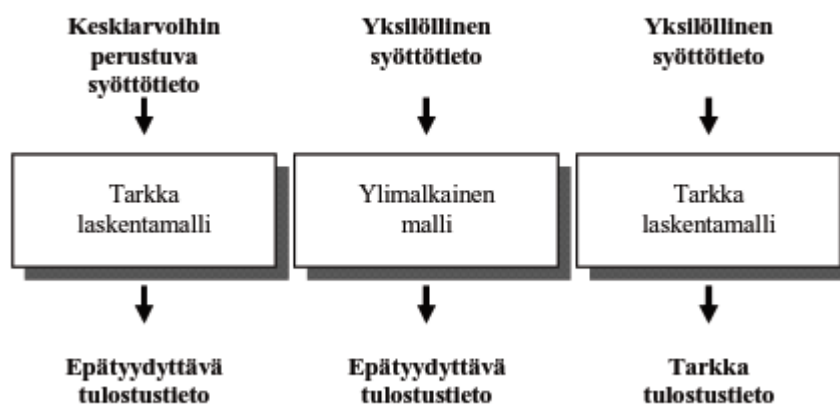 Keskiarvoihin
perustuva
syöttötieto
Yksilöllinen
syöttötieto
Yksilöllinen
syöttötieto
Tarkka
laskentamalli
Ylimalkainen
malli
Tarkka
laskentamalli
Epätyydyttävä
tulostustieto
Epätyydyttävä
tulostustieto
Tarkka
tulostustieto